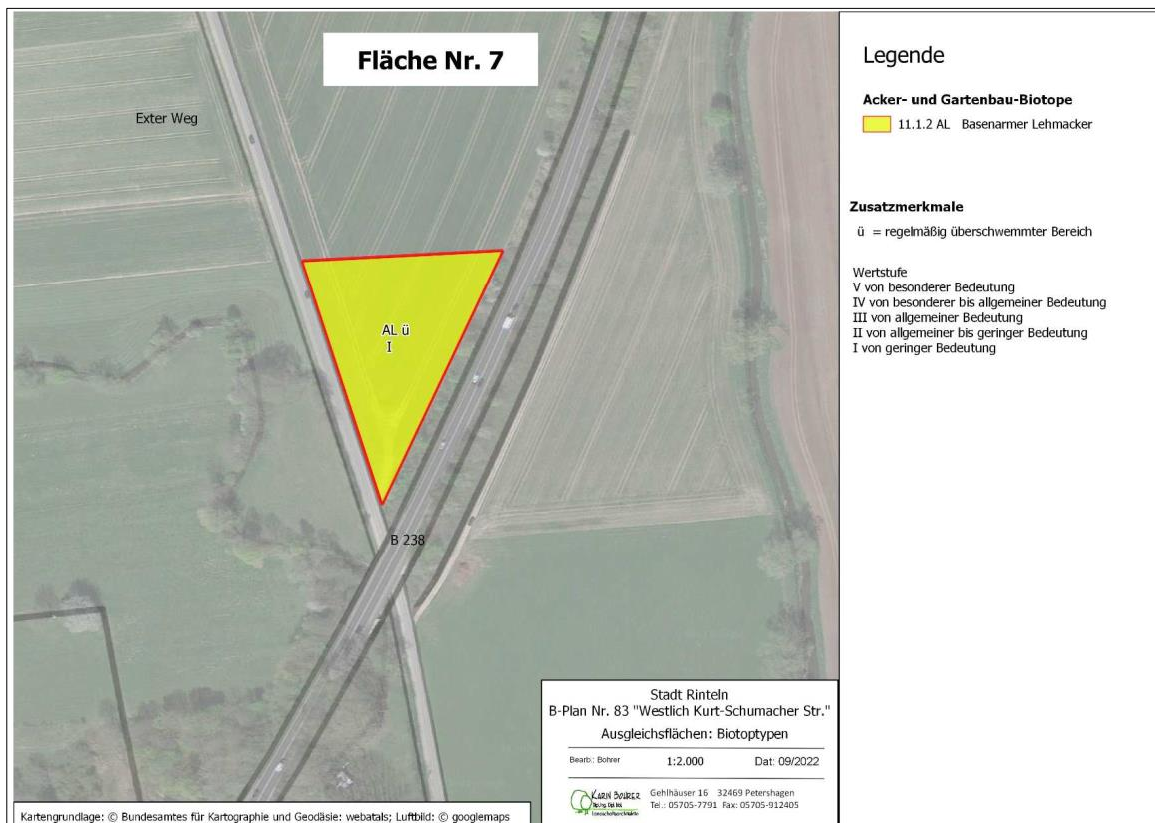 Fläche Nr. 7
Exter Weg
AL ü
I
B 238
Legende
Acker- und Gartenbau-Biotope
11.1.2 AL Basenarmer Lehmacker
Zusatzmerkmale
ü = regelmäßig überschwemmter Bereich
Wertstufe
V von besonderer Bedeutung
IV von besonderer bis allgemeiner Bedeutung
III von allgemeiner Bedeutung
II von allgemeiner bis geringer Bedeutung
I von geringer Bedeutung
Stadt Rinteln
B-Plan Nr. 83 "Westlich Kurt-Schumacher Str."
Ausgleichsflächen: Biotoptypen
Bearb.: Bohrer 1:2.000 Dat: 09/2022
Karin Bohrer
Landschaftsarchitektin
Gehlhäuser 16 32469 Petershagen
Tel.: 05705-7791 Fax: 05705-912405
Kartengrundlage: © Bundesamtes für Kartographie und Geodäsie: webatals; Luftbild: © googlemaps